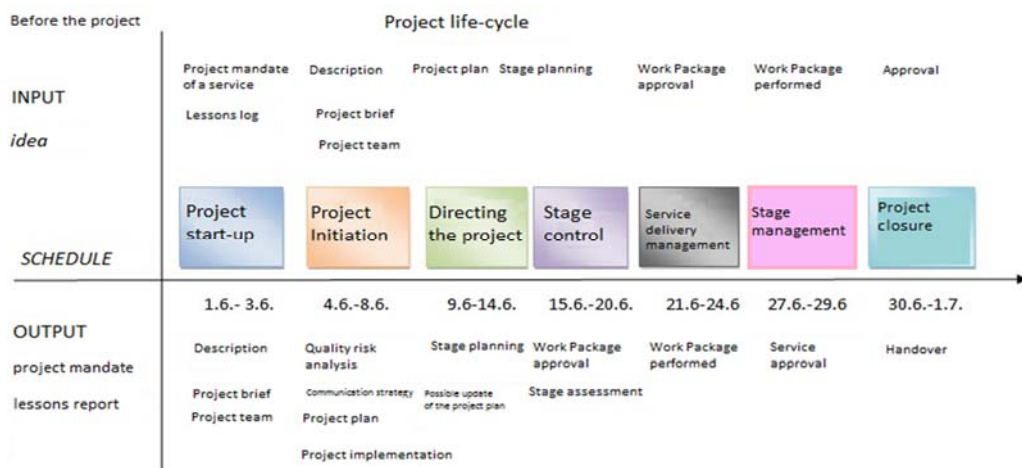 Before the project
Project life-cycle
INPUT
idea
Project mandate
of a service
Lessons log
Description
Project brief
Project team
Project plan
Stage planning
Work Package
approval
Work Package
performed
Approval
SCHEDULE
Project
start-up
Project
Initiation
Directing
the project
Stage
control
Service
delivery
management
Stage
management
Project
closure
1.6.- 3.6.
4.6.-8.6.
9.6-14.6.
15.6.-20.6.
21.6-24.6
27.6.-29.6
30.6.-1.7.
OUTPUT
project mandate
lessons report
Description
Project brief
Project team
Quality risk
analysis
Communication strategy
Project plan
Project implementation
Stage planning
Possible update
of the project plan
Work Package
approval
Stage assessment
Work Package
performed
Service
approval
Handover